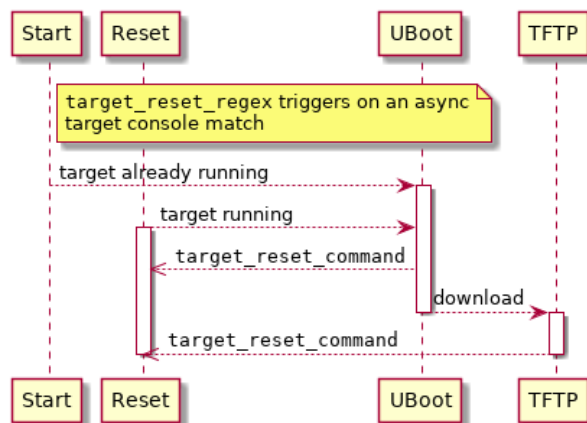 Start Reset UBoot TFTP
target_reset_regex triggers on an async
target console match
target already running
target running
target_reset_command
download
target_reset_command
Start Reset UBoot TFTP